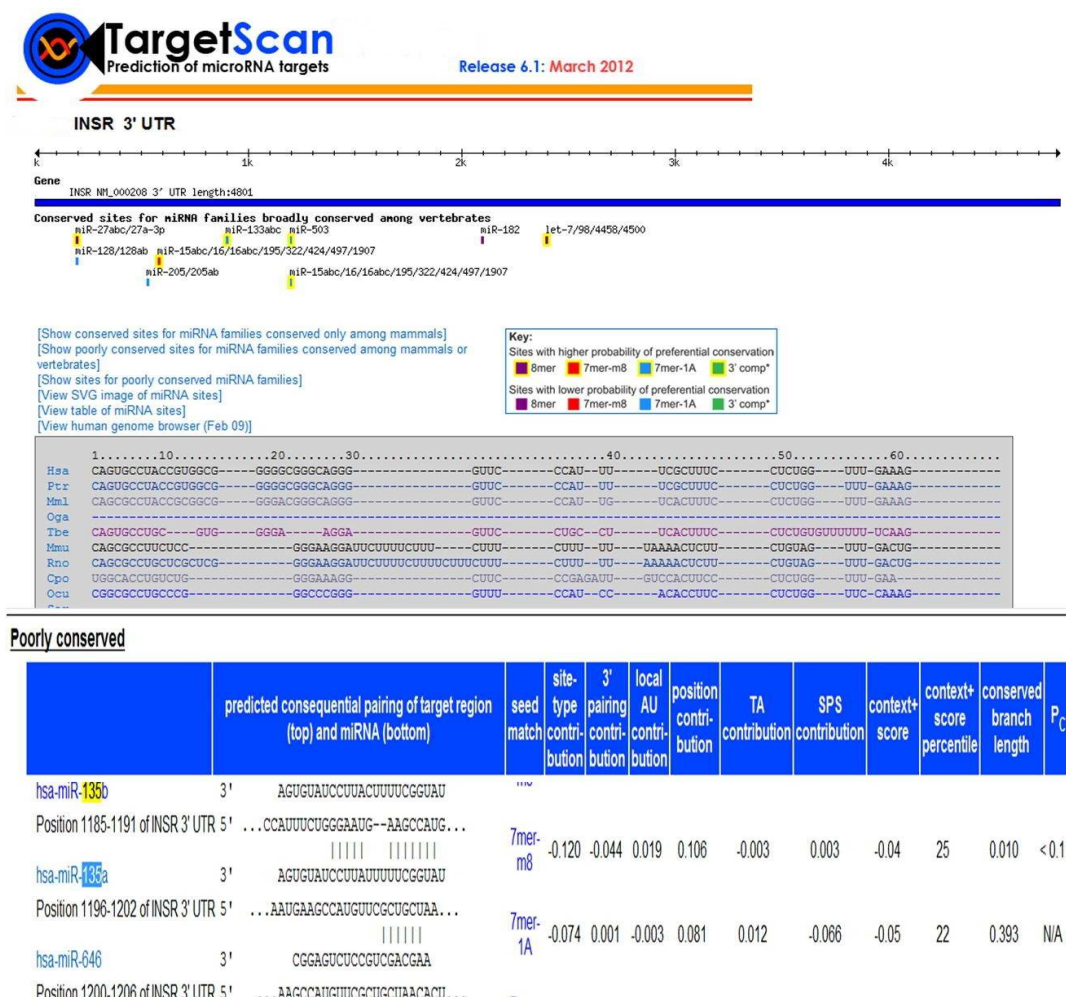 TargetScan
Prediction of microRNA targets
Release 6.1: March 2012
INSR 3' UTR
k 1k 2k 3k 4k
Gene
INSR NM_000208 3' UTR length:4801
Conserved sites for miRNA families broadly conserved among vertebrates
miR-27abc/27a-3p miR-133abc miR-503 miR-182 let-7/98/4458/4500
miR-128/128ab miR-15abc/16/16abc/195/322/424/497/1907
miR-205/205ab miR-15abc/16/16abc/195/322/424/497/1907
[Show conserved sites for miRNA families conserved only among mammals]
[Show poorly conserved sites for miRNA families conserved among mammals or
vertebrates]
[Show sites for poorly conserved miRNA families]
[View SVG image of miRNA sites]
[View table of miRNA sites]
[View human genome browser (Feb 09)]
Key:
Sites with higher probability of preferential conservation
8mer 7mer-m8 7mer-1A 3' comp*
Sites with lower probability of preferential conservation
8mer 7mer-m8 7mer-1A 3' comp*
1........10...........20.......30..............................40..................50...........60............
Hsa CAGUGCCUACCGUGGCG-----GGGGCGGGCAGGG-----------------GUUC------CCAU--UU-----UCGCUUUC-----CUCUGG----UUU-GAAAG------------
Ptr CAGUGCCUACCGUGGCG-----GGGGCGGGCAGGG-----------------GUUC------CCAU--UU-----UCGCUUUC-----CUCUGG----UUU-GAAAG------------
Mml CAGCGCCUACCGCGGCG-----GGGACGGGCAGGG-----------------GUUC------CCAU--UG-----UCACUUUC-----CUCUGG----UUU-GAAAG------------
Oga
Tbe CAGUGCCUGC----GUG-----GGGA----AGGA------------------GUUC------CUGC--CU-----UCACUUUC-----CUCUGUGUUUUUU-UCAAG------------
Mmu CAGCGCCUUCUCC--------------GGGAAGGAUUCUUUUCUUU-----CUUU------CUUU--UU----UAAAACUCUU-----CUGUAG----UUU-GACUG------------
Rno CAGCGCCUGCUCGCUCG----------GGGAAGGAUUCUUUUCUUUUCUUUCUUU------CUUU--UU----AAAAACUCUU-----CUGUAG----UUU-GACUG------------
Cpo UGGCACCUGUCUG--------------GGGAAAGG----------------CUUC------CCGAGAUU----GUCCACUUCC-----CUCUGG----UUU-GAA--------------
Ocu CGGCGCCUGCCCG--------------GGCCCGGG----------------GUUU------CCAU--CC-----ACACCUUC-----CUCUGG----UUC-CAAAG------------
Poorly conserved
predicted consequential pairing of target region (top) and miRNA (bottom) seed match site-type contri-bution 3' pairing contri-bution local AU contri-bution position contri-bution TA contribution SPS contribution context+ score context+ score percentile conserved branch length P C
hsa-miR-135b 3' AGUGUAUCCUUACUUUUCGGUAU
Position 1185-1191 of INSR 3' UTR 5' ...CCAUUUCUGGGAAUG--AAGCCAUG...
7mer-m8 -0.120 -0.044 0.019 0.106 -0.003 0.003 -0.04 25 0.010 < 0.1
hsa-miR-135a 3' AGUGUAUCCUUAUUUUUCGGUAU
Position 1196-1202 of INSR 3' UTR 5' ...AAUGAAGCCAUGUUCGCUGCUAA...
7mer-1A -0.074 0.001 -0.003 0.081 0.012 -0.066 -0.05 22 0.393 N/A
hsa-miR-646 3' CGGAGUCUCCGUCGACGAA
Position 1200-1206 of INSR 3' UTR 5' ...AAGCCAUGUUCGCUGCUAACACU...